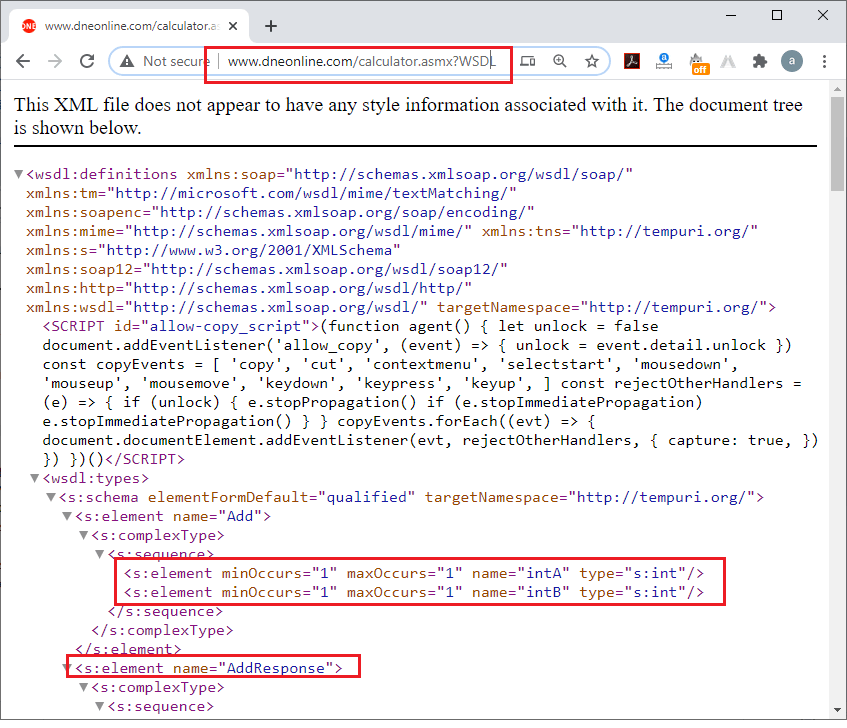 DNE www.dneonline.com/calculator.as
Not secure www.dneonline.com/calculator.asmx?WSDL
off
a
This XML file does not appear to have any style information associated with it. The document tree
is shown below.
▼<wsdl:definitions xmlns:soap="http://schemas.xmlsoap.org/wsdl/soap/"
xmlns:tm="http://microsoft.com/wsdl/mime/textMatching/"
xmlns:soapenc="http://schemas.xmlsoap.org/soap/encoding/"
xmlns:mime="http://schemas.xmlsoap.org/wsdl/mime/" xmlns:tns="http://tempuri.org/"
xmlns:s="http://www.w3.org/2001/XMLSchema"
xmlns:soap12="http://schemas.xmlsoap.org/wsdl/soap12/"
xmlns:http="http://schemas.xmlsoap.org/wsdl/http/"
xmlns:wsdl="http://schemas.xmlsoap.org/wsdl/" targetNamespace="http://tempuri.org/">
<SCRIPT id="allow-copy_script">(function agent() { let unlock = false
document.addEventListener('allow_copy', (event) => { unlock = event.detail.unlock })
const copyEvents = [ 'copy', 'cut', 'contextmenu', 'selectstart', 'mousedown',
'mouseup', 'mousemove', 'keydown', 'keypress', 'keyup', ] const rejectOtherHandlers =
(e) => { if (unlock) { e.stopPropagation() if (e.stopImmediatePropagation)
e.stopImmediatePropagation() } } copyEvents.forEach((evt) => {
document.documentElement.addEventListener(evt, rejectOtherHandlers, { capture: true, })
}) })()</SCRIPT>
▼<wsdl:types>
▼<s:schema elementFormDefault="qualified" targetNamespace="http://tempuri.org/">
▼<s:element name="Add">
▼<s:complexType>
▼<s:sequence>
<s:element minOccurs="1" maxOccurs="1" name="intA" type="s:int"/>
<s:element minOccurs="1" maxOccurs="1" name="intB" type="s:int"/>
</s:sequence>
</s:complexType>
</s:element>
▼<s:element name="AddResponse">
▼<s:complexType>
▼<s:sequence>